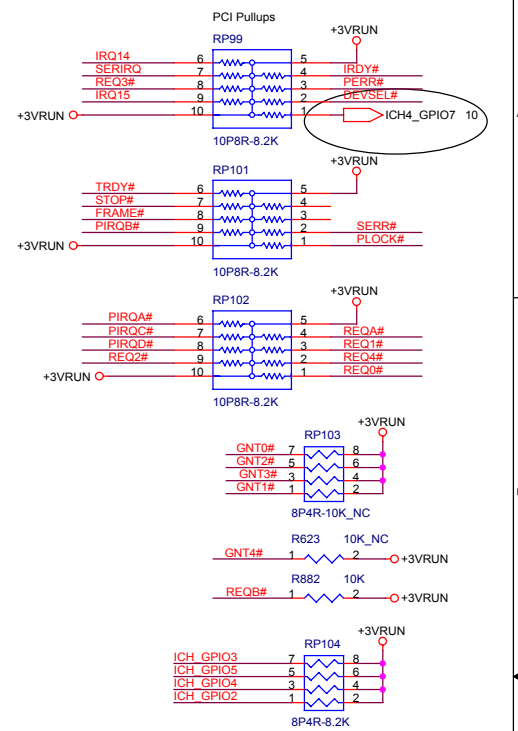 PCI Pullups
+3VRUN
RP99
IRQ14 6 5
SERIRQ 7 4 IRDY#
REQ3# 8 3 PERR#
IRQ15 9 2 DEVSEL#
+3VRUN 10 1 ICH4_GPIO7 10
10P8R-8.2K
+3VRUN
RP101
TRDY# 6 5
STOP# 7 4
FRAME# 8 3
PIRQB# 9 2 SERR#
+3VRUN 10 1 PLOCK#
10P8R-8.2K
+3VRUN
RP102
PIRQA# 6 5
PIRQC# 7 4 REQA#
PIRQD# 8 3 REQ1#
REQ2# 9 2 REQ4#
+3VRUN 10 1 REQ0#
10P8R-8.2K
+3VRUN
RP103
GNT0# 7 8
GNT2# 5 6
GNT3# 3 4
GNT1# 1 2
8P4R-10K_NC
R623 10K_NC
GNT4# 1 2 +3VRUN
R882 10K
REQB# 1 2 +3VRUN
+3VRUN
RP104
ICH_GPIO3 7 8
ICH_GPIO5 5 6
ICH_GPIO4 3 4
ICH_GPIO2 1 2
8P4R-8.2K